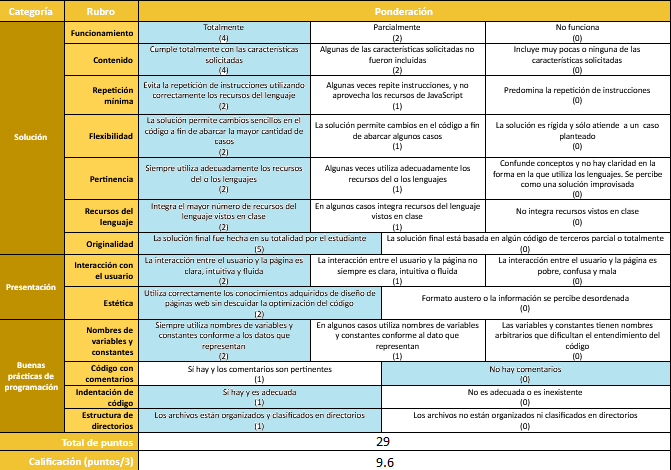 Categoría Rubro Ponderación
Solución
Funcionamiento
Totalmente
(4)
Parcialmente
(2)
No funciona
(0)
Contenido
Cumple totalmente con las características
solicitadas
(4)
Algunas de las características solicitadas no
fueron incluidas
(2)
Incluye muy pocas o ninguna de las
características solicitadas
(0)
Repetición
mínima
Evita la repetición de instrucciones utilizando
correctamente los recursos del lenguaje
(2)
Algunas veces repite instrucciones, y no
aprovecha los recursos de JavaScript
(1)
Predomina la repetición de instrucciones
(0)
Flexibilidad
La solución permite cambios sencillos en el
código a fin de abarcar la mayor cantidad de
casos
(2)
La solución permite cambios en el código a fin
de abarcar algunos casos
(1)
La solución es rígida y sólo atiende a un caso
planteado
(0)
Pertinencia
Siempre utiliza adecuadamente los recursos
del o los lenguajes
(2)
Algunas veces utiliza adecuadamente los
recursos del o los lenguajes
(1)
Confunde conceptos y no hay claridad en la
forma en la que utiliza los lenguajes. Se percibe
como una solución improvisada
(0)
Recursos del
lenguaje
Integra el mayor número de recursos del
lenguaje vistos en clase
(2)
En algunos casos integra recursos del lenguaje
vistos en clase
(1)
No integra recursos vistos en clase
(0)
Originalidad
La solución final fue hecha en su totalidad por el estudiante
(5)
La solución final está basada en algún código de terceros parcial o totalmente
(0)
Presentación
Interacción con
el usuario
La interacción entre el usuario y la página es
clara, intuitiva y fluida
(2)
La interacción entre el usuario y la página no
siempre es clara, intuitiva o fluida
(1)
La interacción entre el usuario y la página es
pobre, confusa y mala
(0)
Estética
Utiliza correctamente los conocimientos adquiridos de diseño de
páginas web sin descuidar la optimización del código
(2)
Formato austero o la información se percibe desordenada
(0)
Buenas
prácticas de
programación
Nombres de
variables y
constantes
Siempre utiliza nombres de variables y
constantes conforme a los datos que
representan
(2)
En algunos casos utiliza nombres de variables
y constantes conforme al dato que
representan
(1)
Las variables y constantes tienen nombres
arbitrarios que dificultan el entendimiento del
código
(0)
Código con
comentarios
Sí hay y los comentarios son pertinentes
(1)
No hay comentarios
(0)
Indentación de
código
Sí hay y es adecuada
(1)
No es adecuada o es inexistente
(0)
Estructura de
directorios
Los archivos están organizados y clasificados en directorios
(1)
Los archivos no están organizados ni clasificados en directorios
(0)
Total de puntos 29
Calificación (puntos/3) 9.6